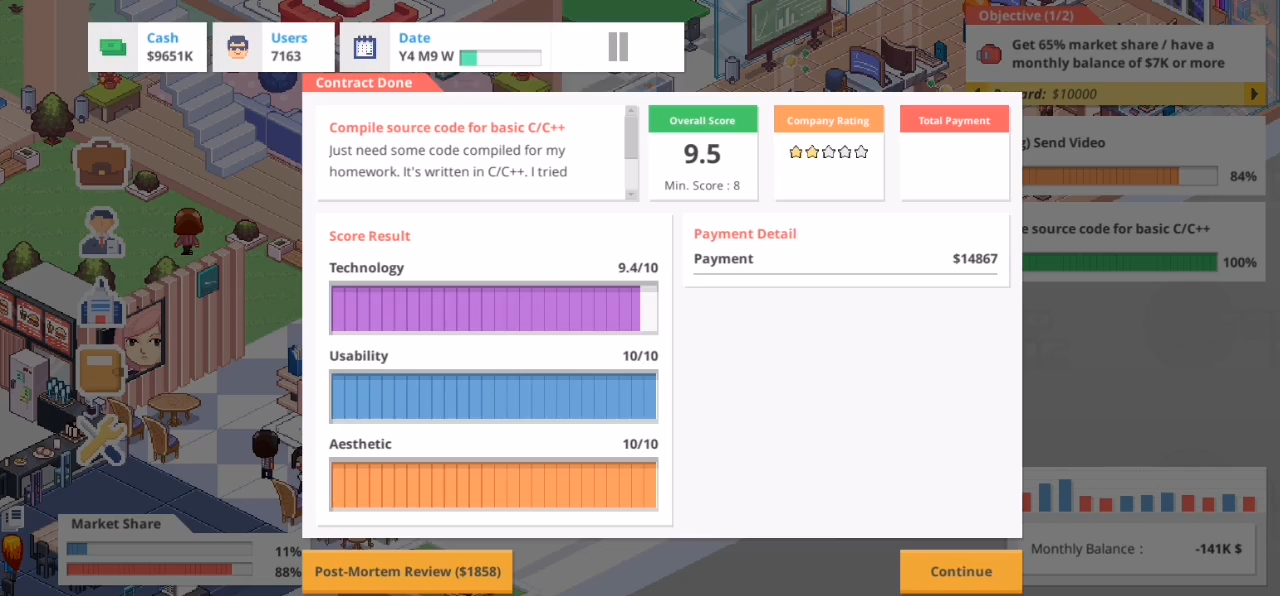 Cash
$9651K
Users
7163
Date
Y4 M9 W
Objective (1/2)
Get 65% market share / have a
monthly balance of $7K or more
ard: $10000
Contract Done
Compile source code for basic C/C++
Just need some code compiled for my
homework. It's written in C/C++. I tried
Overall Score
9.5
Min. Score : 8
Company Rating
Total Payment
g) Send Video
84%
e source code for basic C/C++
100%
Score Result
Technology
9.4/10
Usability
10/10
Aesthetic
10/10
Payment Detail
Payment
$14867
Market Share
11%
88%
Monthly Balance :
-141K $
Post-Mortem Review ($1858)
Continue